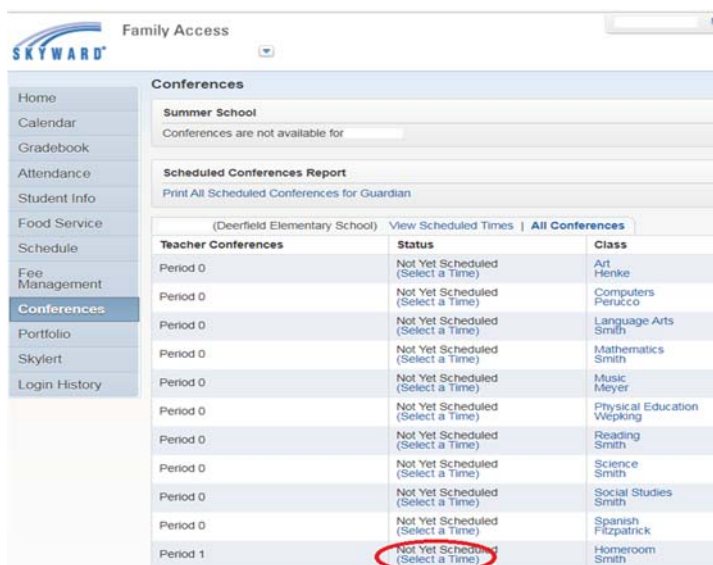 SKYWARD
Family Access
Home
Calendar
Gradebook
Attendance
Student Info
Food Service
Schedule
Fee
Management
Conferences
Portfolio
Skylert
Login History
Conferences
Summer School
Conferences are not available for
Scheduled Conferences Report
Print All Scheduled Conferences for Guardian
(Deerfield Elementary School) View Scheduled Times | All Conferences
Teacher Conferences Status Class
Period 0 Not Yet Scheduled Art
(Select a Time) Henke
Period 0 Not Yet Scheduled Computers
(Select a Time) Perucco
Period 0 Not Yet Scheduled Language Arts
(Select a Time) Smith
Period 0 Not Yet Scheduled Mathematics
(Select a Time) Smith
Period 0 Not Yet Scheduled Music
(Select a Time) Meyer
Period 0 Not Yet Scheduled Physical Education
(Select a Time) Wepking
Period 0 Not Yet Scheduled Reading
(Select a Time) Smith
Period 0 Not Yet Scheduled Science
(Select a Time) Smith
Period 0 Not Yet Scheduled Social Studies
(Select a Time) Smith
Period 0 Not Yet Scheduled Spanish
(Select a Time) Fitzpatrick
Period 1 Not Yet Scheduled Homeroom
(Select a Time) Smith